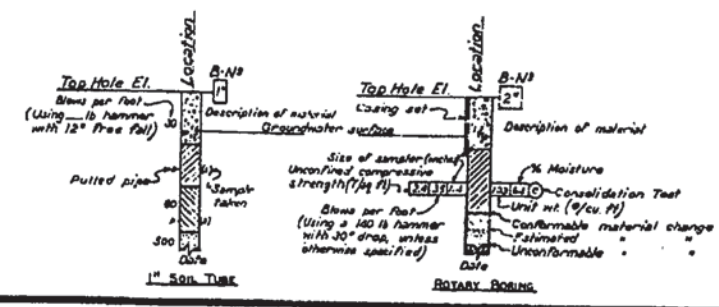 Location
B-Nº
1"
Top Hole El.
Blows per foot
(Using __ lb hammer
with 12" free fall)
30
Description of material
Groundwater surface
Pulled pipe
Sample
taken
(1)
60
(2)
500
Date
1" SOIL TUBE
Location
B-Nº
2"
Top Hole El.
Casing set
Description of material
Size of sampler (inches)
Unconfined compressive
strength (T/sq ft)
% Moisture
Consolidation Test
C
Unit wt. (#/cu. ft)
Blows per foot
(Using a 140 lb hammer
with 30" drop, unless
otherwise specified)
Conformable material change
Estimated " "
Unconformable " "
Date
ROTARY BORING